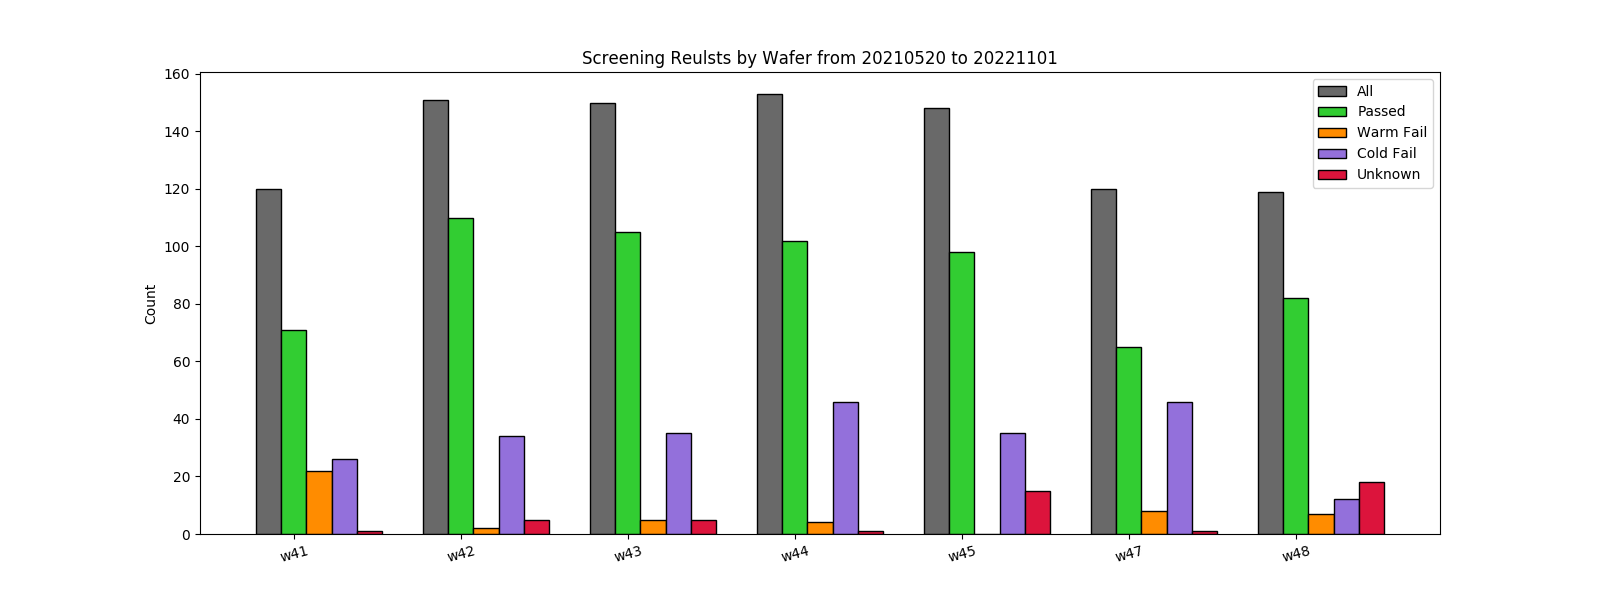 Screening Reulsts by Wafer from 20210520 to 20221101
160
140
120
100
80
60
40
20
0
Count
All
Passed
Warm Fail
Cold Fail
Unknown
w41
w42
w43
w44
w45
w47
w48